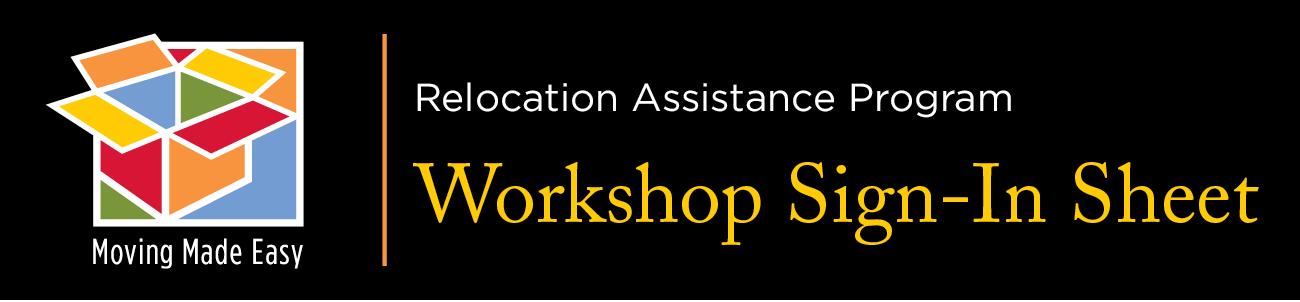 Moving Made Easy
Relocation Assistance Program
Workshop Sign-In Sheet